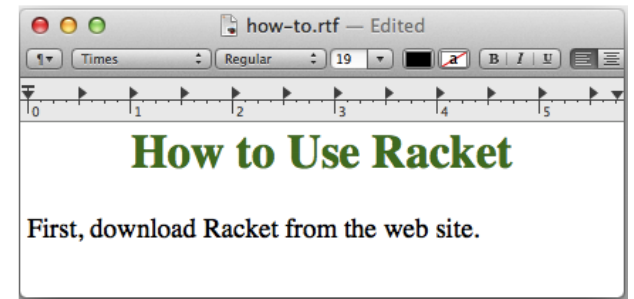 how-to.rtf — Edited
¶ Times Regular 19 a B I U
0 1 2 3 4 5
How to Use Racket
First, download Racket from the web site.